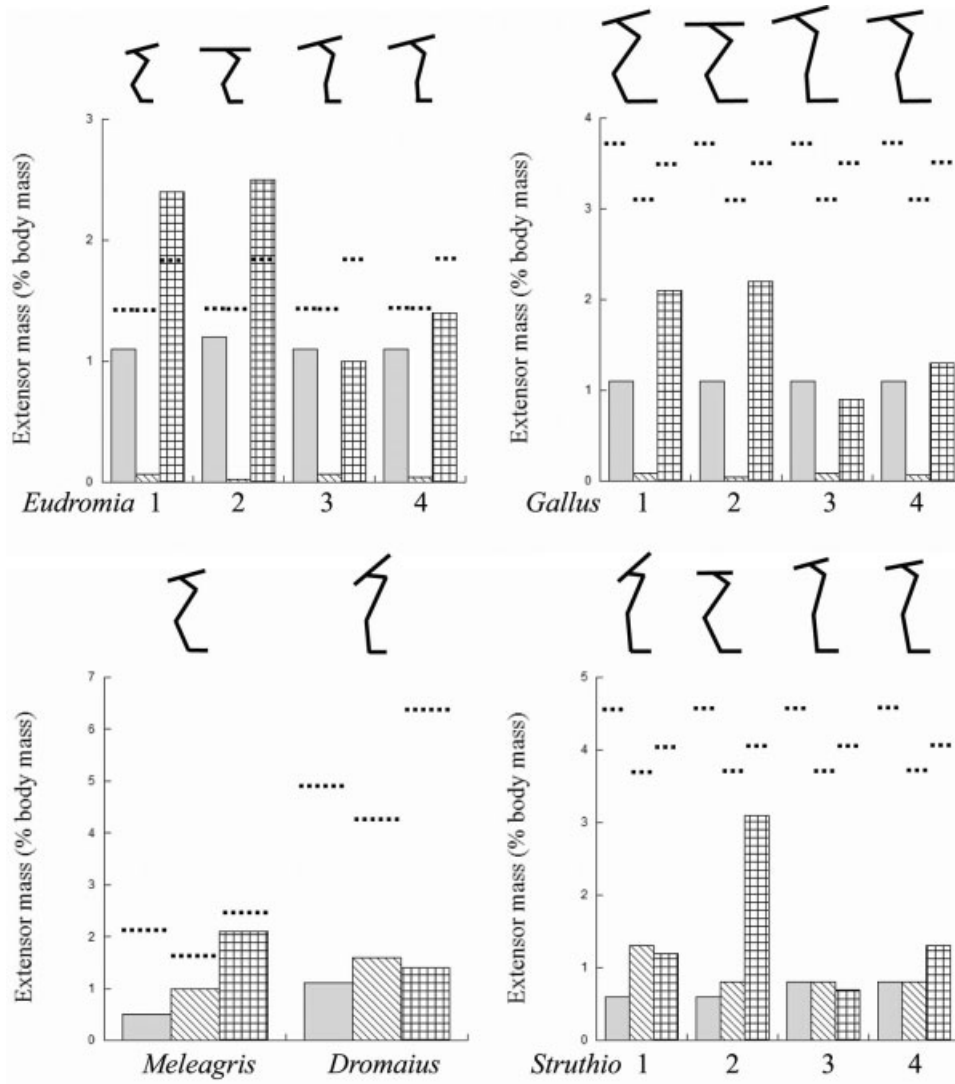 Extensor mass (% body mass)
3
2
1
0
Eudromia 1 2 3 4
Extensor mass (% body mass)
4
3
2
1
0
Gallus 1 2 3 4
Extensor mass (% body mass)
7
6
5
4
3
2
1
0
Meleagris Dromaius
Extensor mass (% body mass)
5
4
3
2
1
0
Struthio 1 2 3 4